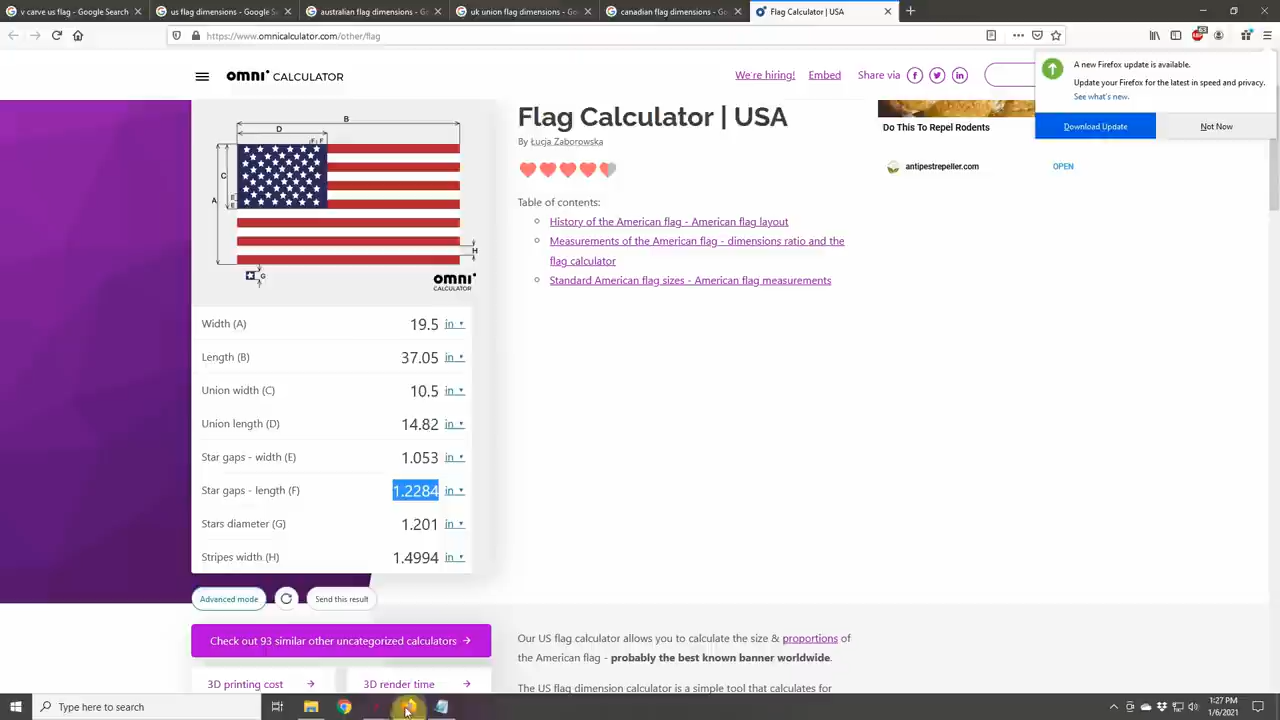 v carve us flag - Google Search
us flag dimensions - Google Se
australian flag dimensions - Go
uk union flag dimensions - Goo
canadian flag dimensions - Goo
Flag Calculator | USA
https://www.omnicalculator.com/other/flag
omni CALCULATOR
We're hiring!
Embed
Share via
A new Firefox update is available.
Update your Firefox for the latest in speed and privacy.
See what's new.
Download Update
Not Now
B
D
F
C
A
E
H
G
omni
CALCULATOR
Width (A) 19.5 in
Length (B) 37.05 in
Union width (C) 10.5 in
Union length (D) 14.82 in
Star gaps - width (E) 1.053 in
Star gaps - length (F) 1.2284 in
Stars diameter (G) 1.201 in
Stripes width (H) 1.4994 in
Advanced mode
Send this result
Check out 93 similar other uncategorized calculators →
3D printing cost →
3D render time →
Flag Calculator | USA
By Łucja Zaborowska
Table of contents:
History of the American flag - American flag layout
Measurements of the American flag - dimensions ratio and the
flag calculator
Standard American flag sizes - American flag measurements
Do This To Repel Rodents
antipestrepeller.com
OPEN
Our US flag calculator allows you to calculate the size & proportions of
the American flag - probably the best known banner worldwide.
The US flag dimension calculator is a simple tool that calculates for
Type here to search
1:27 PM
1/6/2021